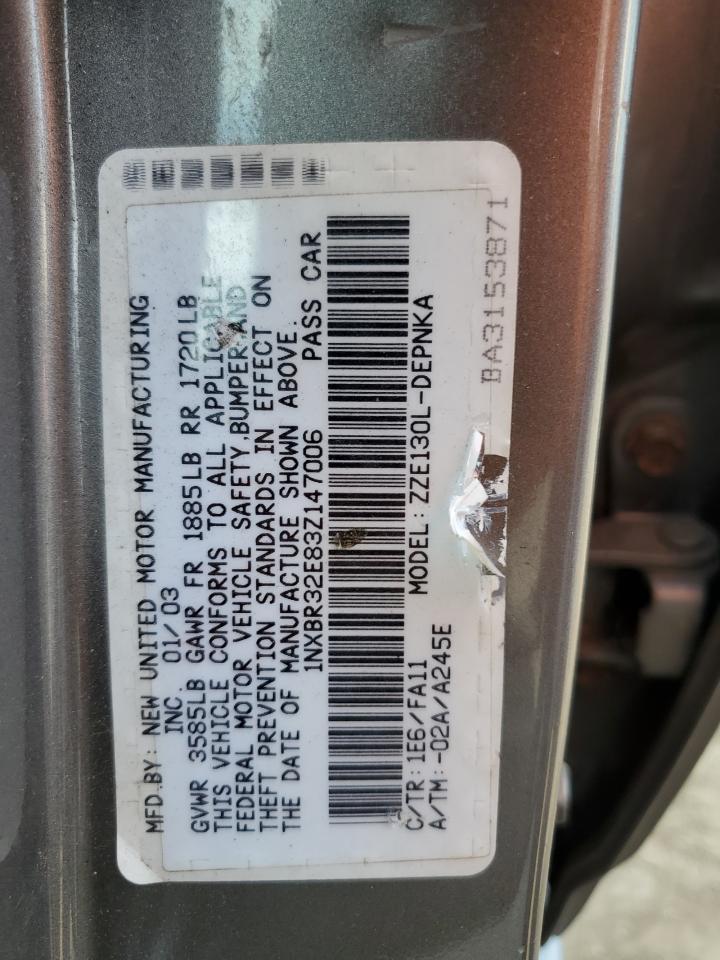 MFD.BY: NEW UNITED MOTOR MANUFACTURING
INC. 01/03
GVWR 3585LB GAWR FR 1885LB RR 1720LB
THIS VEHICLE CONFORMS TO ALL APPLICABLE
FEDERAL MOTOR VEHICLE SAFETY,BUMPER,AND
THEFT PREVENTION STANDARDS IN EFFECT ON
THE DATE OF MANUFACTURE SHOWN ABOVE.
1NXBR32E83Z147006 PASS CAR
MODEL: ZZE130L-DEPNKA
C/TR: 1E6/FA11
A/TM: -02A/A245E
BA3153871